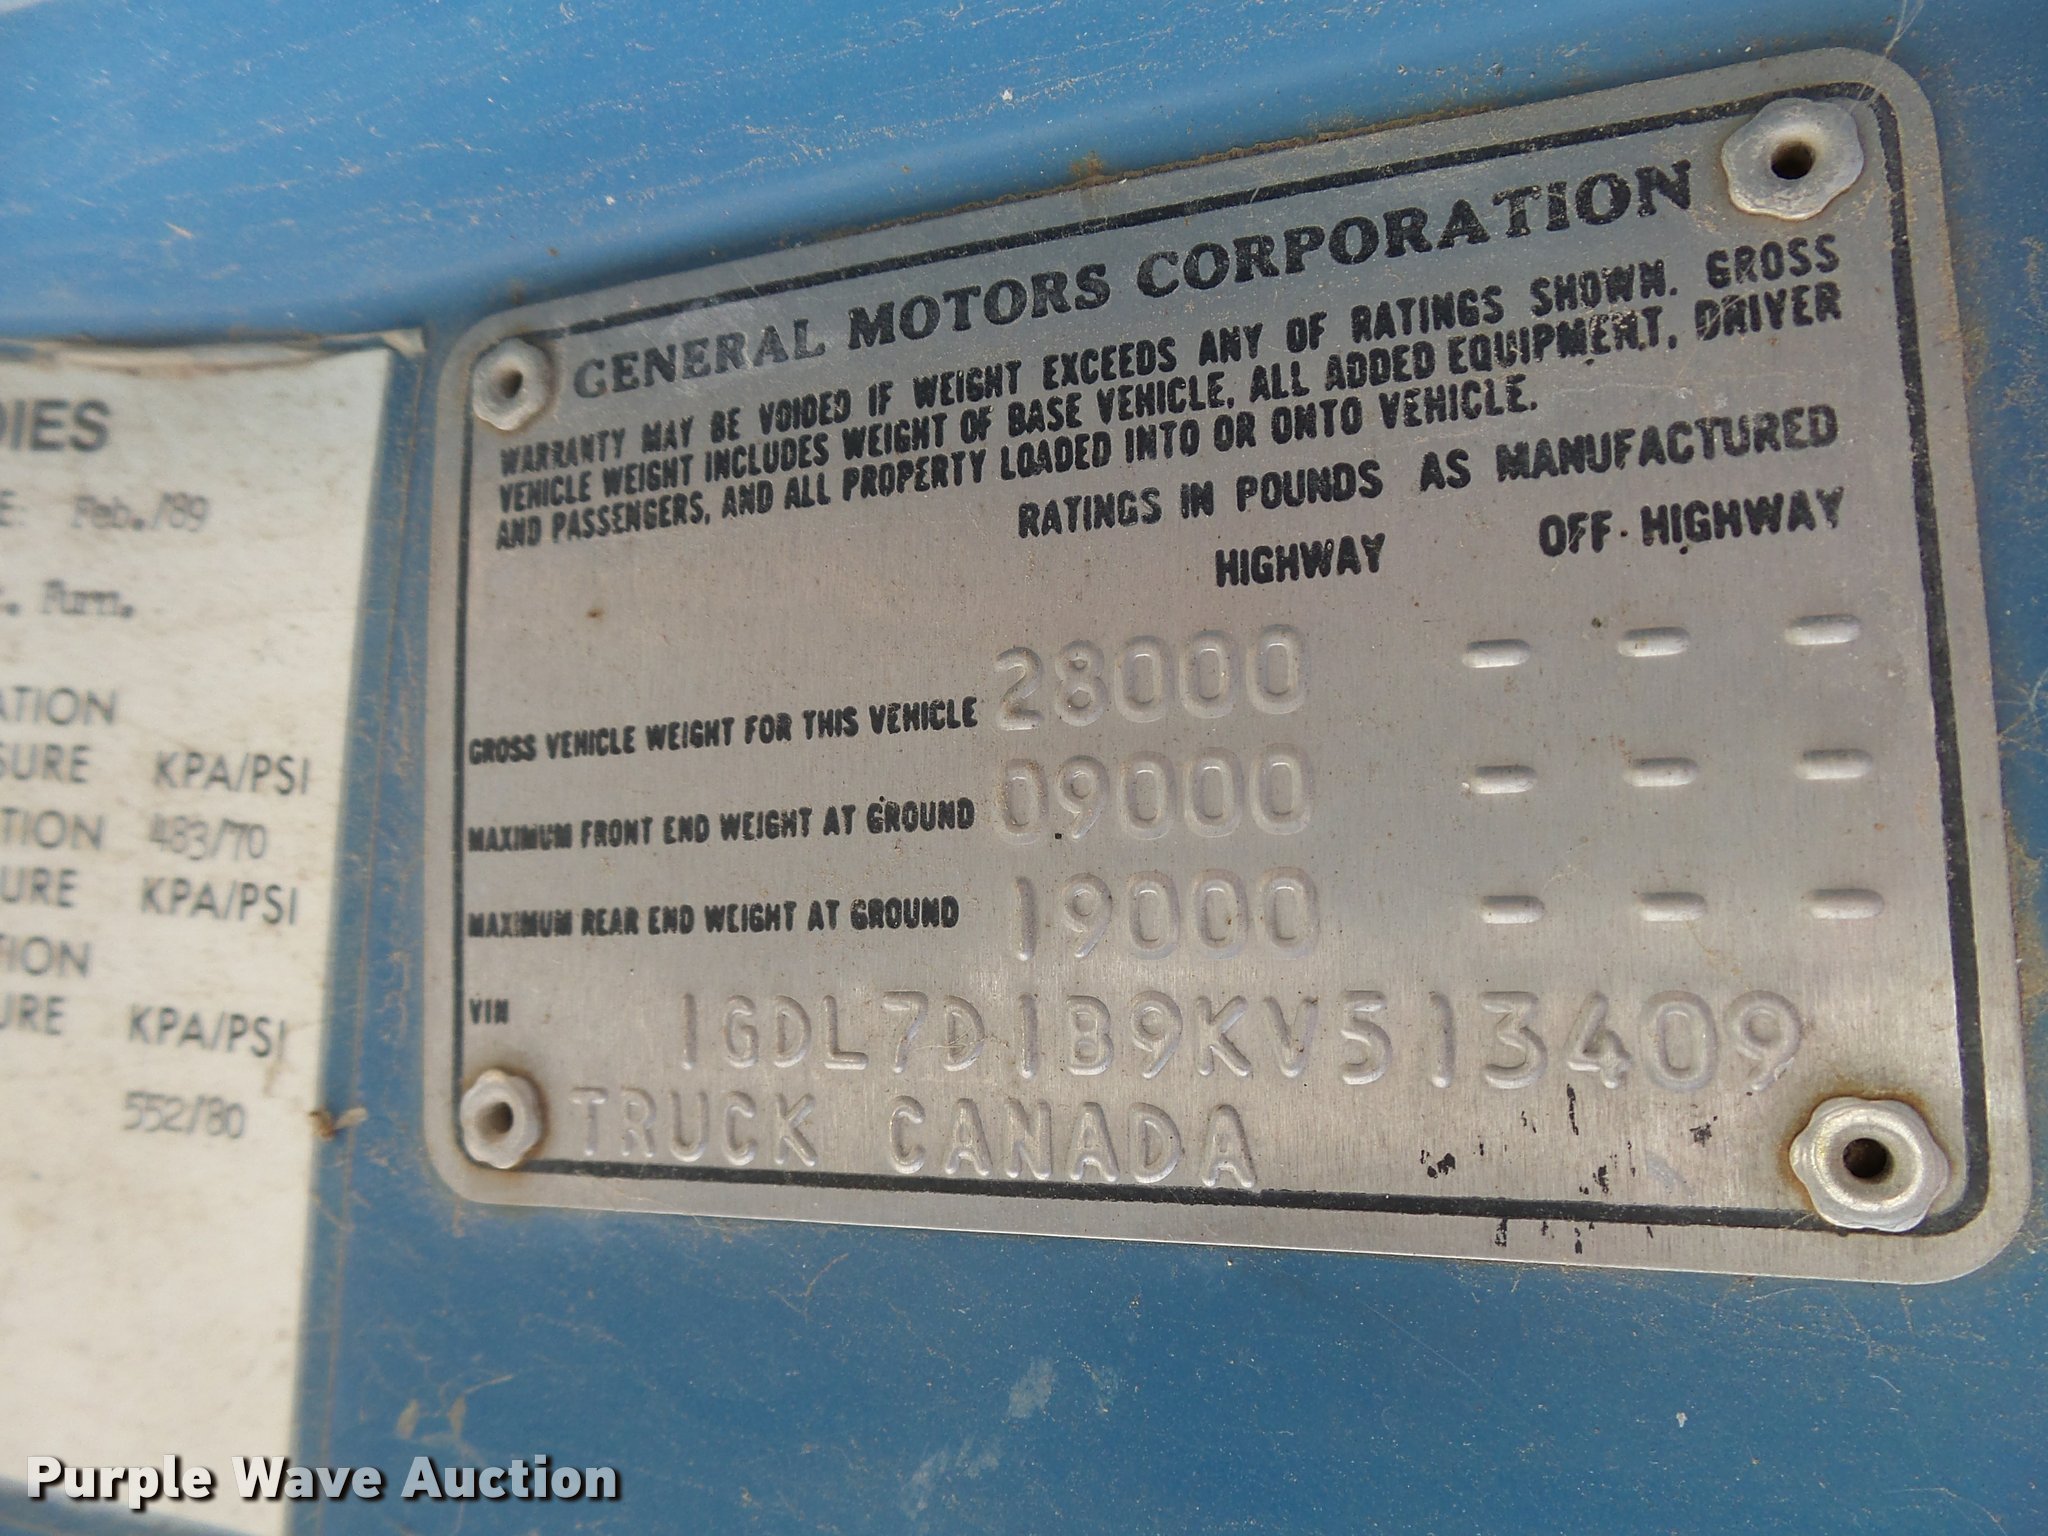 GENERAL MOTORS CORPORATION
WARRANTY MAY BE VOIDED IF WEIGHT EXCEEDS ANY OF RATINGS SHOWN. GROSS
VEHICLE WEIGHT INCLUDES WEIGHT OF BASE VEHICLE, ALL ADDED EQUIPMENT, DRIVER
AND PASSENGERS, AND ALL PROPERTY LOADED INTO OR ONTO VEHICLE.
RATINGS IN POUNDS AS MANUFACTURED
HIGHWAY OFF-HIGHWAY
GROSS VEHICLE WEIGHT FOR THIS VEHICLE 28000 - - -
MAXIMUM FRONT END WEIGHT AT GROUND 09000 - - -
MAXIMUM REAR END WEIGHT AT GROUND 19000 - - -
VIN 1GDL7D1B9KV513409
TRUCK CANADA
DIES
E: Feb./89
. Furn.
ATION
SURE KPA/PSI
TION 483/70
URE KPA/PSI
TION
URE KPA/PSI
552/80
Purple Wave Auction